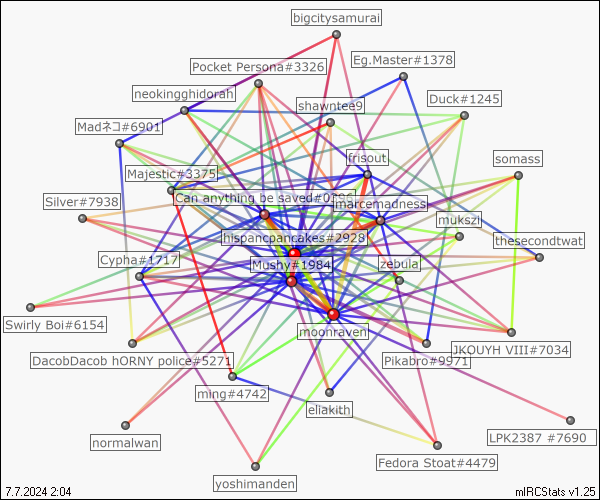 bigcitysamurai
Eg.Master#1378
Pocket Persona#3326
neokingghidorah
Duck#1245
shawntee9
Madネコ#6901
frisout
somass
Majestic#3375
Can anything be saved#03
Silver#7938
marcemadness
mukszi
hispancpancakes#2928
thesecondtwat
Cypha#1717
Mushy#1984
zebula
Swirly Boi#6154
moonraven
JKOUYH VIII#7034
DacobDacob hORNY police#5271
Pikabro#9971
ming#4742
eliakith
normalwan
LPK2387 #7690
Fedora Stoat#4479
yoshimanden
7.7.2024 2:04
mIRCStats v1.25